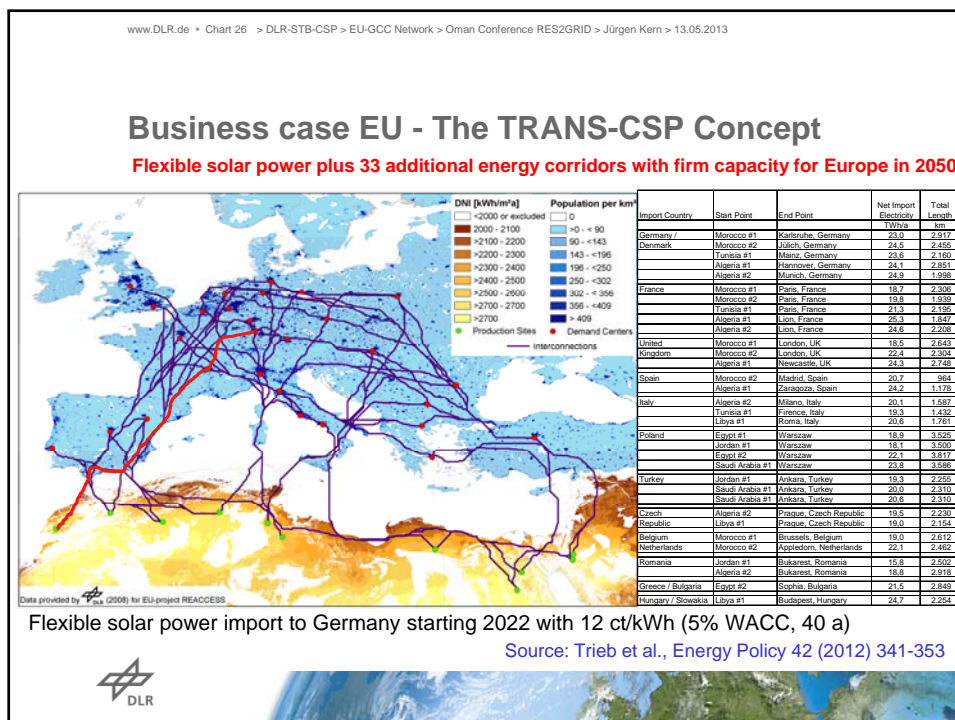 www.DLR.de • Chart 26 > DLR-STB-CSP > EU-GCC Network > Oman Conference RES2GRID > Jürgen Kern > 13.05.2013
Business case EU - The TRANS-CSP Concept
Flexible solar power plus 33 additional energy corridors with firm capacity for Europe in 2050
DNI [kWh/m²a] Population per km²
<2000 or excluded 0
2000 - 2100 >0 - < 90
>2100 - 2200 90 - <143
>2200 - 2300 143 - <196
>2300 - 2400 196 - <250
>2400 - 2500 250 - <302
>2500 - 2600 302 - < 356
>2700 - 2700 356 - <409
>2700 > 409
Production Sites Demand Centers
Interconnections
Data provided by DLR (2008) for EU-project REACCESS
Import Country Start Point End Point Net Import Electricity Total Length
TWh/a km
Germany / Morocco #1 Karlsruhe, Germany 23,0 2.917
Denmark Morocco #2 Jülich, Germany 24,5 2.455
Tunisia #1 Mainz, Germany 23,6 2.160
Algeria #1 Hannover, Germany 24,1 2.851
Algeria #2 Munich, Germany 24,9 1.998
France Morocco #1 Paris, France 18,7 2.306
Morocco #2 Paris, France 19,8 1.939
Tunisia #1 Paris, France 21,3 2.195
Algeria #1 Lion, France 25,3 1.847
Algeria #2 Lion, France 24,6 2.208
United Morocco #1 London, UK 18,5 2.643
Kingdom Morocco #2 London, UK 22,4 2.304
Algeria #1 Newcastle, UK 24,3 2.748
Spain Morocco #2 Madrid, Spain 20,7 964
Algeria #1 Zaragoza, Spain 24,2 1.178
Italy Algeria #2 Milano, Italy 20,1 1.587
Tunisia #1 Firence, Italy 19,3 1.432
Libya #1 Roma, Italy 20,6 1.761
Poland Egypt #1 Warszaw 18,9 3.525
Jordan #1 Warszaw 18,1 3.500
Egypt #2 Warszaw 22,1 3.817
Saudi Arabia #1 Warszaw 23,8 3.586
Turkey Jordan #1 Ankara, Turkey 19,3 2.255
Saudi Arabia #1 Ankara, Turkey 20,0 2.310
Saudi Arabia #1 Ankara, Turkey 20,6 2.310
Czech Algeria #2 Prague, Czech Republic 19,5 2.230
Republic Libya #1 Prague, Czech Republic 19,0 2.154
Belgium Morocco #1 Brussels, Belgium 19,0 2.612
Netherlands Morocco #2 Appledorn, Netherlands 22,1 2.462
Romania Jordan #1 Bukarest, Romania 15,8 2.502
Algeria #2 Bukarest, Romania 18,8 2.918
Greece / Bulgaria Egypt #2 Sophia, Bulgaria 21,5 2.849
Hungary / Slowakia Libya #1 Budapest, Hungary 24,7 2.254
Flexible solar power import to Germany starting 2022 with 12 ct/kWh (5% WACC, 40 a)
Source: Trieb et al., Energy Policy 42 (2012) 341-353
DLR